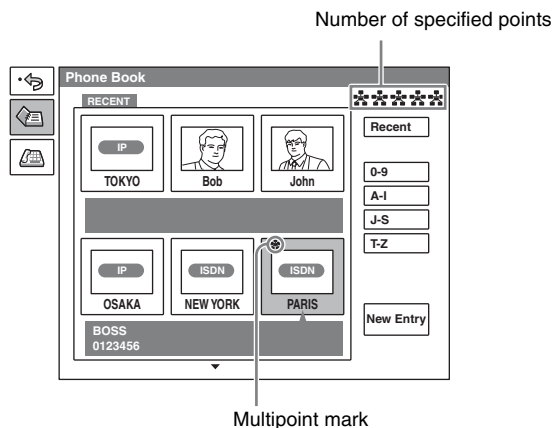 Number of specified points
Phone Book
RECENT
Recent
IP
TOKYO
Bob
John
0-9
A-I
J-S
T-Z
IP
OSAKA
ISDN
NEW YORK
ISDN
PARIS
New Entry
BOSS
0123456
Multipoint mark